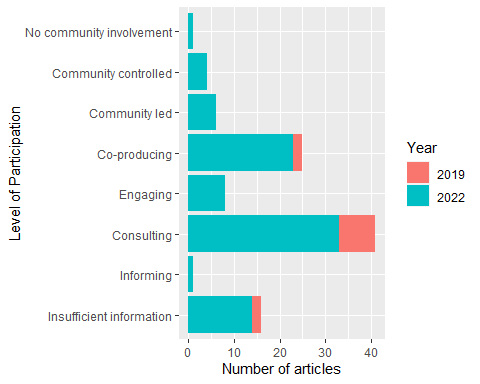 Level of Participation
No community involvement
Community controlled
Community led
Co-producing
Engaging
Consulting
Informing
Insufficient information
0 10 20 30 40
Number of articles
Year
2019
2022